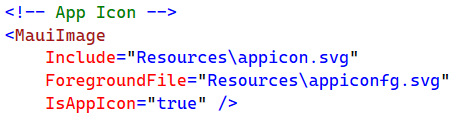 <!-- App Icon -->
<MauiImage
    Include="Resources\appicon.svg"
    ForegroundFile="Resources\appiconfg.svg"
    IsAppIcon="true" />